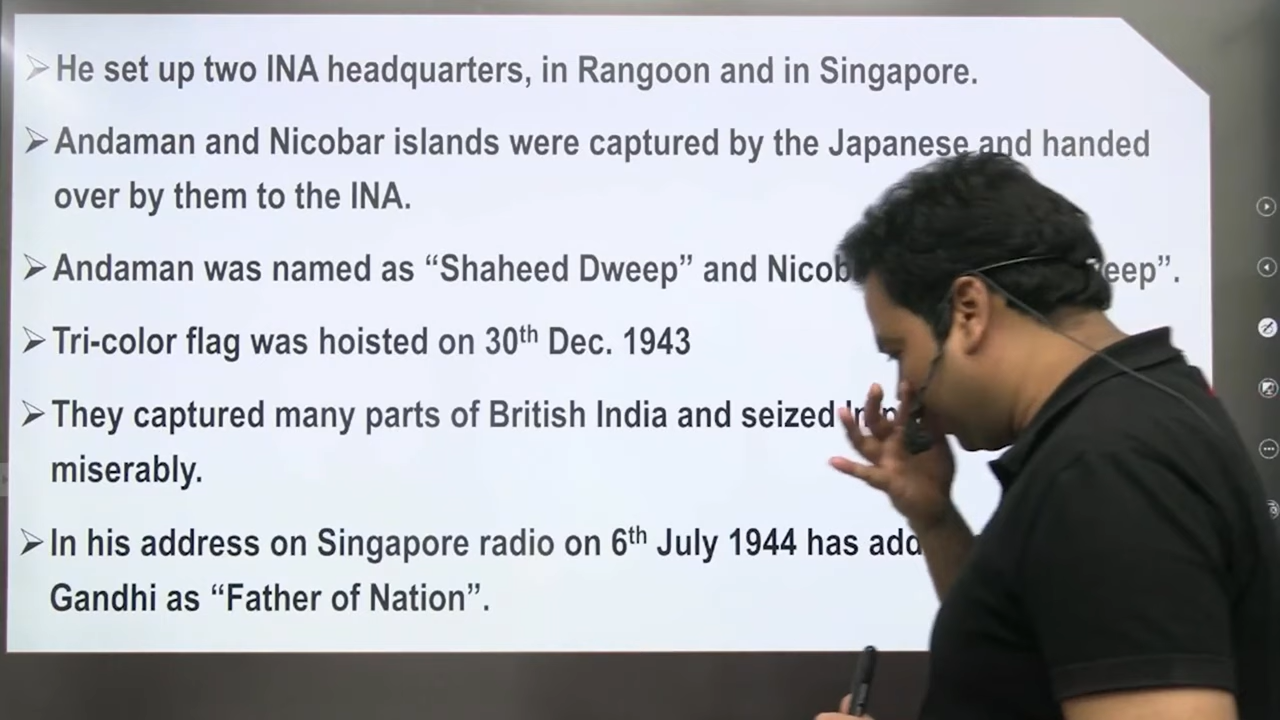 He set up two INA headquarters, in Rangoon and in Singapore.
Andaman and Nicobar islands were captured by the Japanese and handed
over by them to the INA.
Andaman was named as “Shaheed Dweep” and
Tri-color flag was hoisted on 30th Dec. 1943
They captured many parts of British India and seized
miserably.
In his address on Singapore radio on 6th July 1944 has
Gandhi as “Father of Nation”.